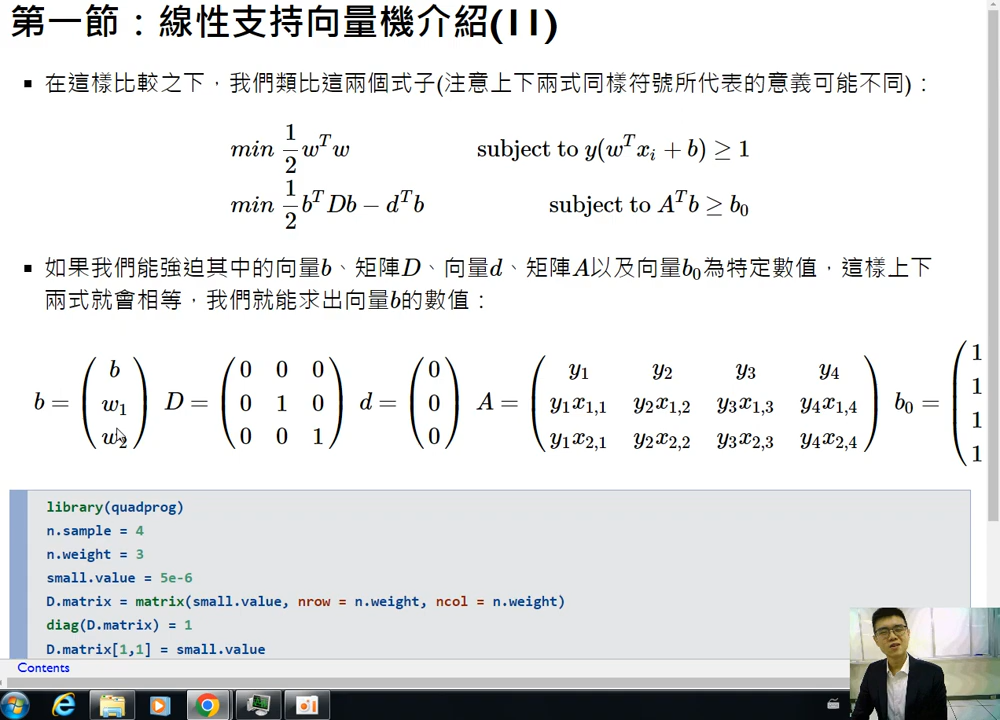 第一節：線性支持向量機介紹(11)
▪ 在這樣比較之下，我們類比這兩個式子(注意上下兩式同樣符號所代表的意義可能不同)：
min 1/2 w^T w subject to y(w^T x_i + b) ≥ 1
min 1/2 b^T Db − d^T b subject to A^T b ≥ b_0
▪ 如果我們能強迫其中的向量b、矩陣D、向量d、矩陣A以及向量b_0為特定數值，這樣上下
兩式就會相等，我們就能求出向量b的數值：
b = (b; w_1; w_2) D = (0 0 0; 0 1 0; 0 0 1) d = (0; 0; 0) A = (y_1 y_2 y_3 y_4; y_1x_{1,1} y_2x_{1,2} y_3x_{1,3} y_4x_{1,4}; y_1x_{2,1} y_2x_{2,2} y_3x_{2,3} y_4x_{2,4}) b_0 = (1; 1; 1; 1
library(quadprog)
n.sample = 4
n.weight = 3
small.value = 5e-6
D.matrix = matrix(small.value, nrow = n.weight, ncol = n.weight)
diag(D.matrix) = 1
D.matrix[1,1] = small.value
Contents